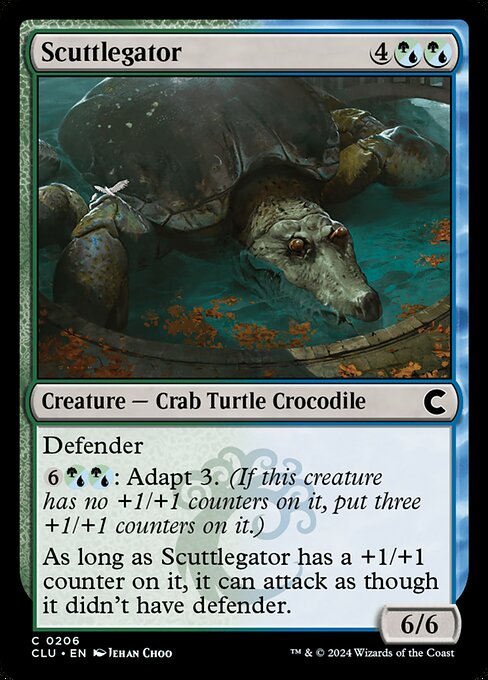 Scuttlegator 4
Creature — Crab Turtle Crocodile
Defender
6: Adapt 3. (If this creature
has no +1/+1 counters on it, put three
+1/+1 counters on it.)
As long as Scuttlegator has a +1/+1
counter on it, it can attack as though
it didn't have defender.
6/6
C 0206
CLU • EN Jehan Choo
™ & © 2024 Wizards of the Coast